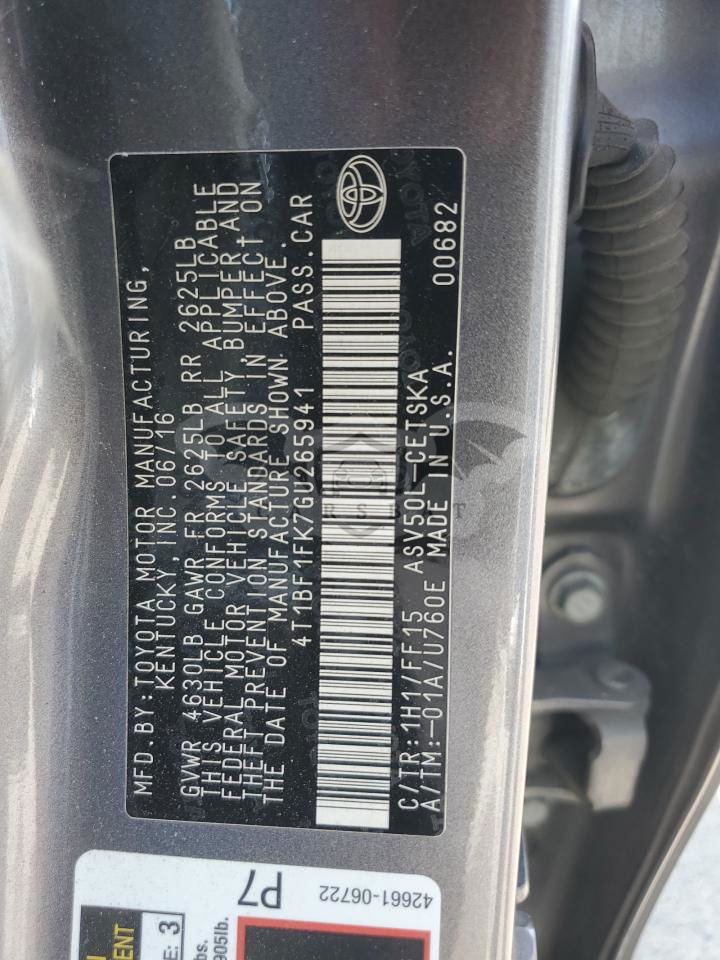 MFD.BY:TOYOTA MOTOR MANUFACTURING,
KENTUCKY, INC. 06/16
GVWR 4630LB GAWR FR 2625LB RR 2625LB
THIS VEHICLE CONFORMS TO ALL APPLICABLE
FEDERAL MOTOR VEHICLE SAFETY, BUMPER AND
THEFT PREVENTION STANDARDS IN EFFECT ON
THE DATE OF MANUFACTURE SHOWN ABOVE.
4T1BF1FK7GU265941 PASS.CAR
C/TR:1H1/FF15 ASV50L-CETSKA
A/TM:-01A/U760E MADE IN U.S.A. 00682
P7
42661-06722
E: 3
905lb.